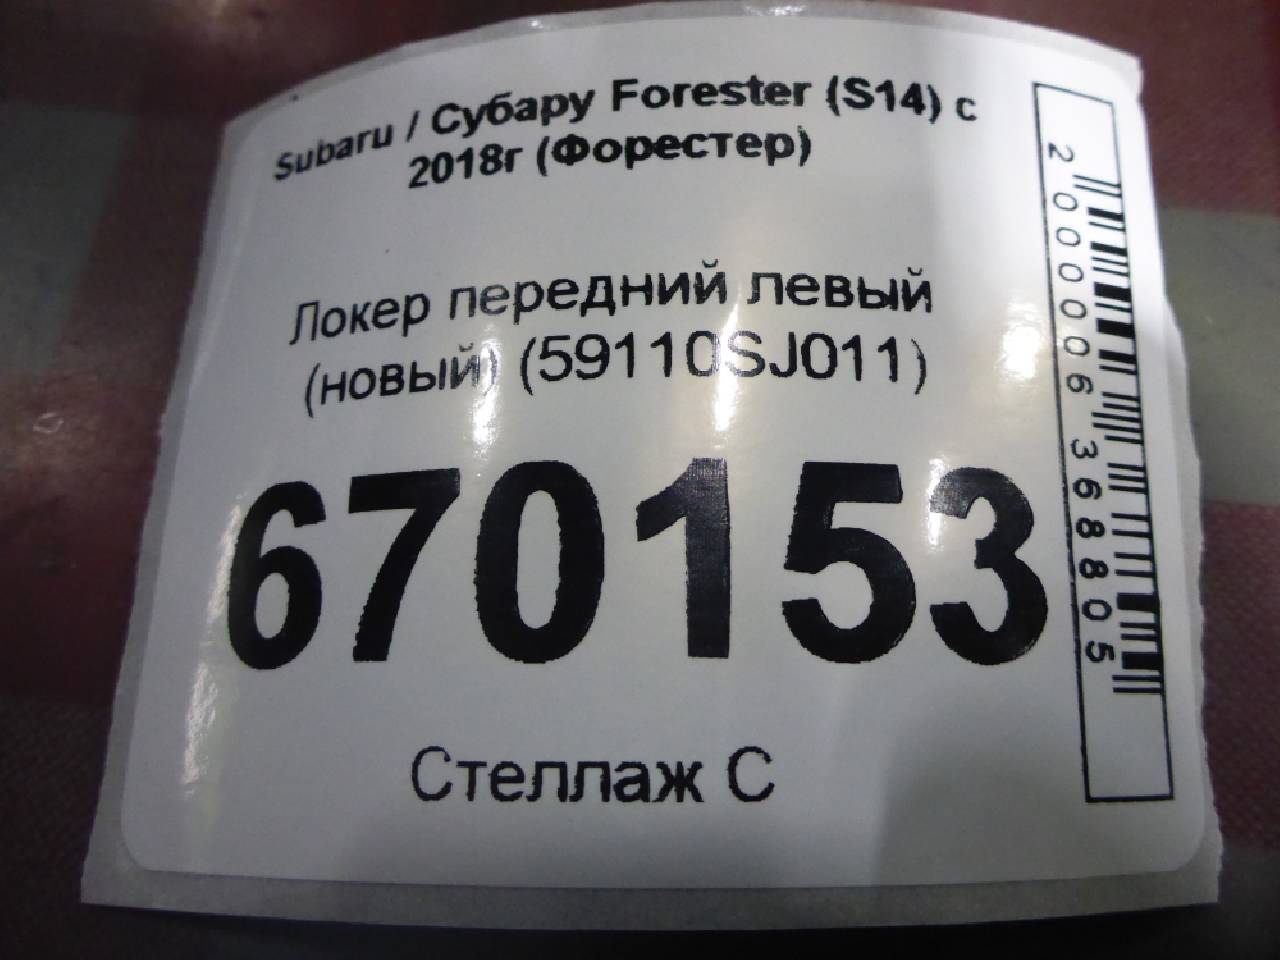 Subaru / Субару Forester (S14) с
2018г (Форестер)
Локер передний левый
(новый) (59110SJ011)
670153
Стеллаж С
2000006368805